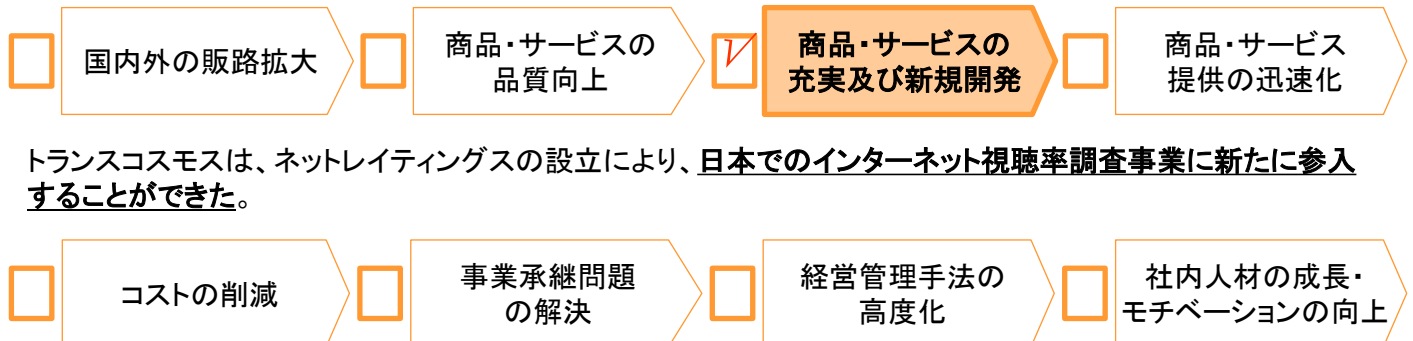 国内外の販路拡大
商品・サービスの
品質向上
商品・サービスの
充実及び新規開発
商品・サービス
提供の迅速化
トランスコスモスは、ネットレイティングスの設立により、日本でのインターネット視聴率調査事業に新たに参入
することができた。
コストの削減
事業承継問題
の解決
経営管理手法の
高度化
社内人材の成長・
モチベーションの向上